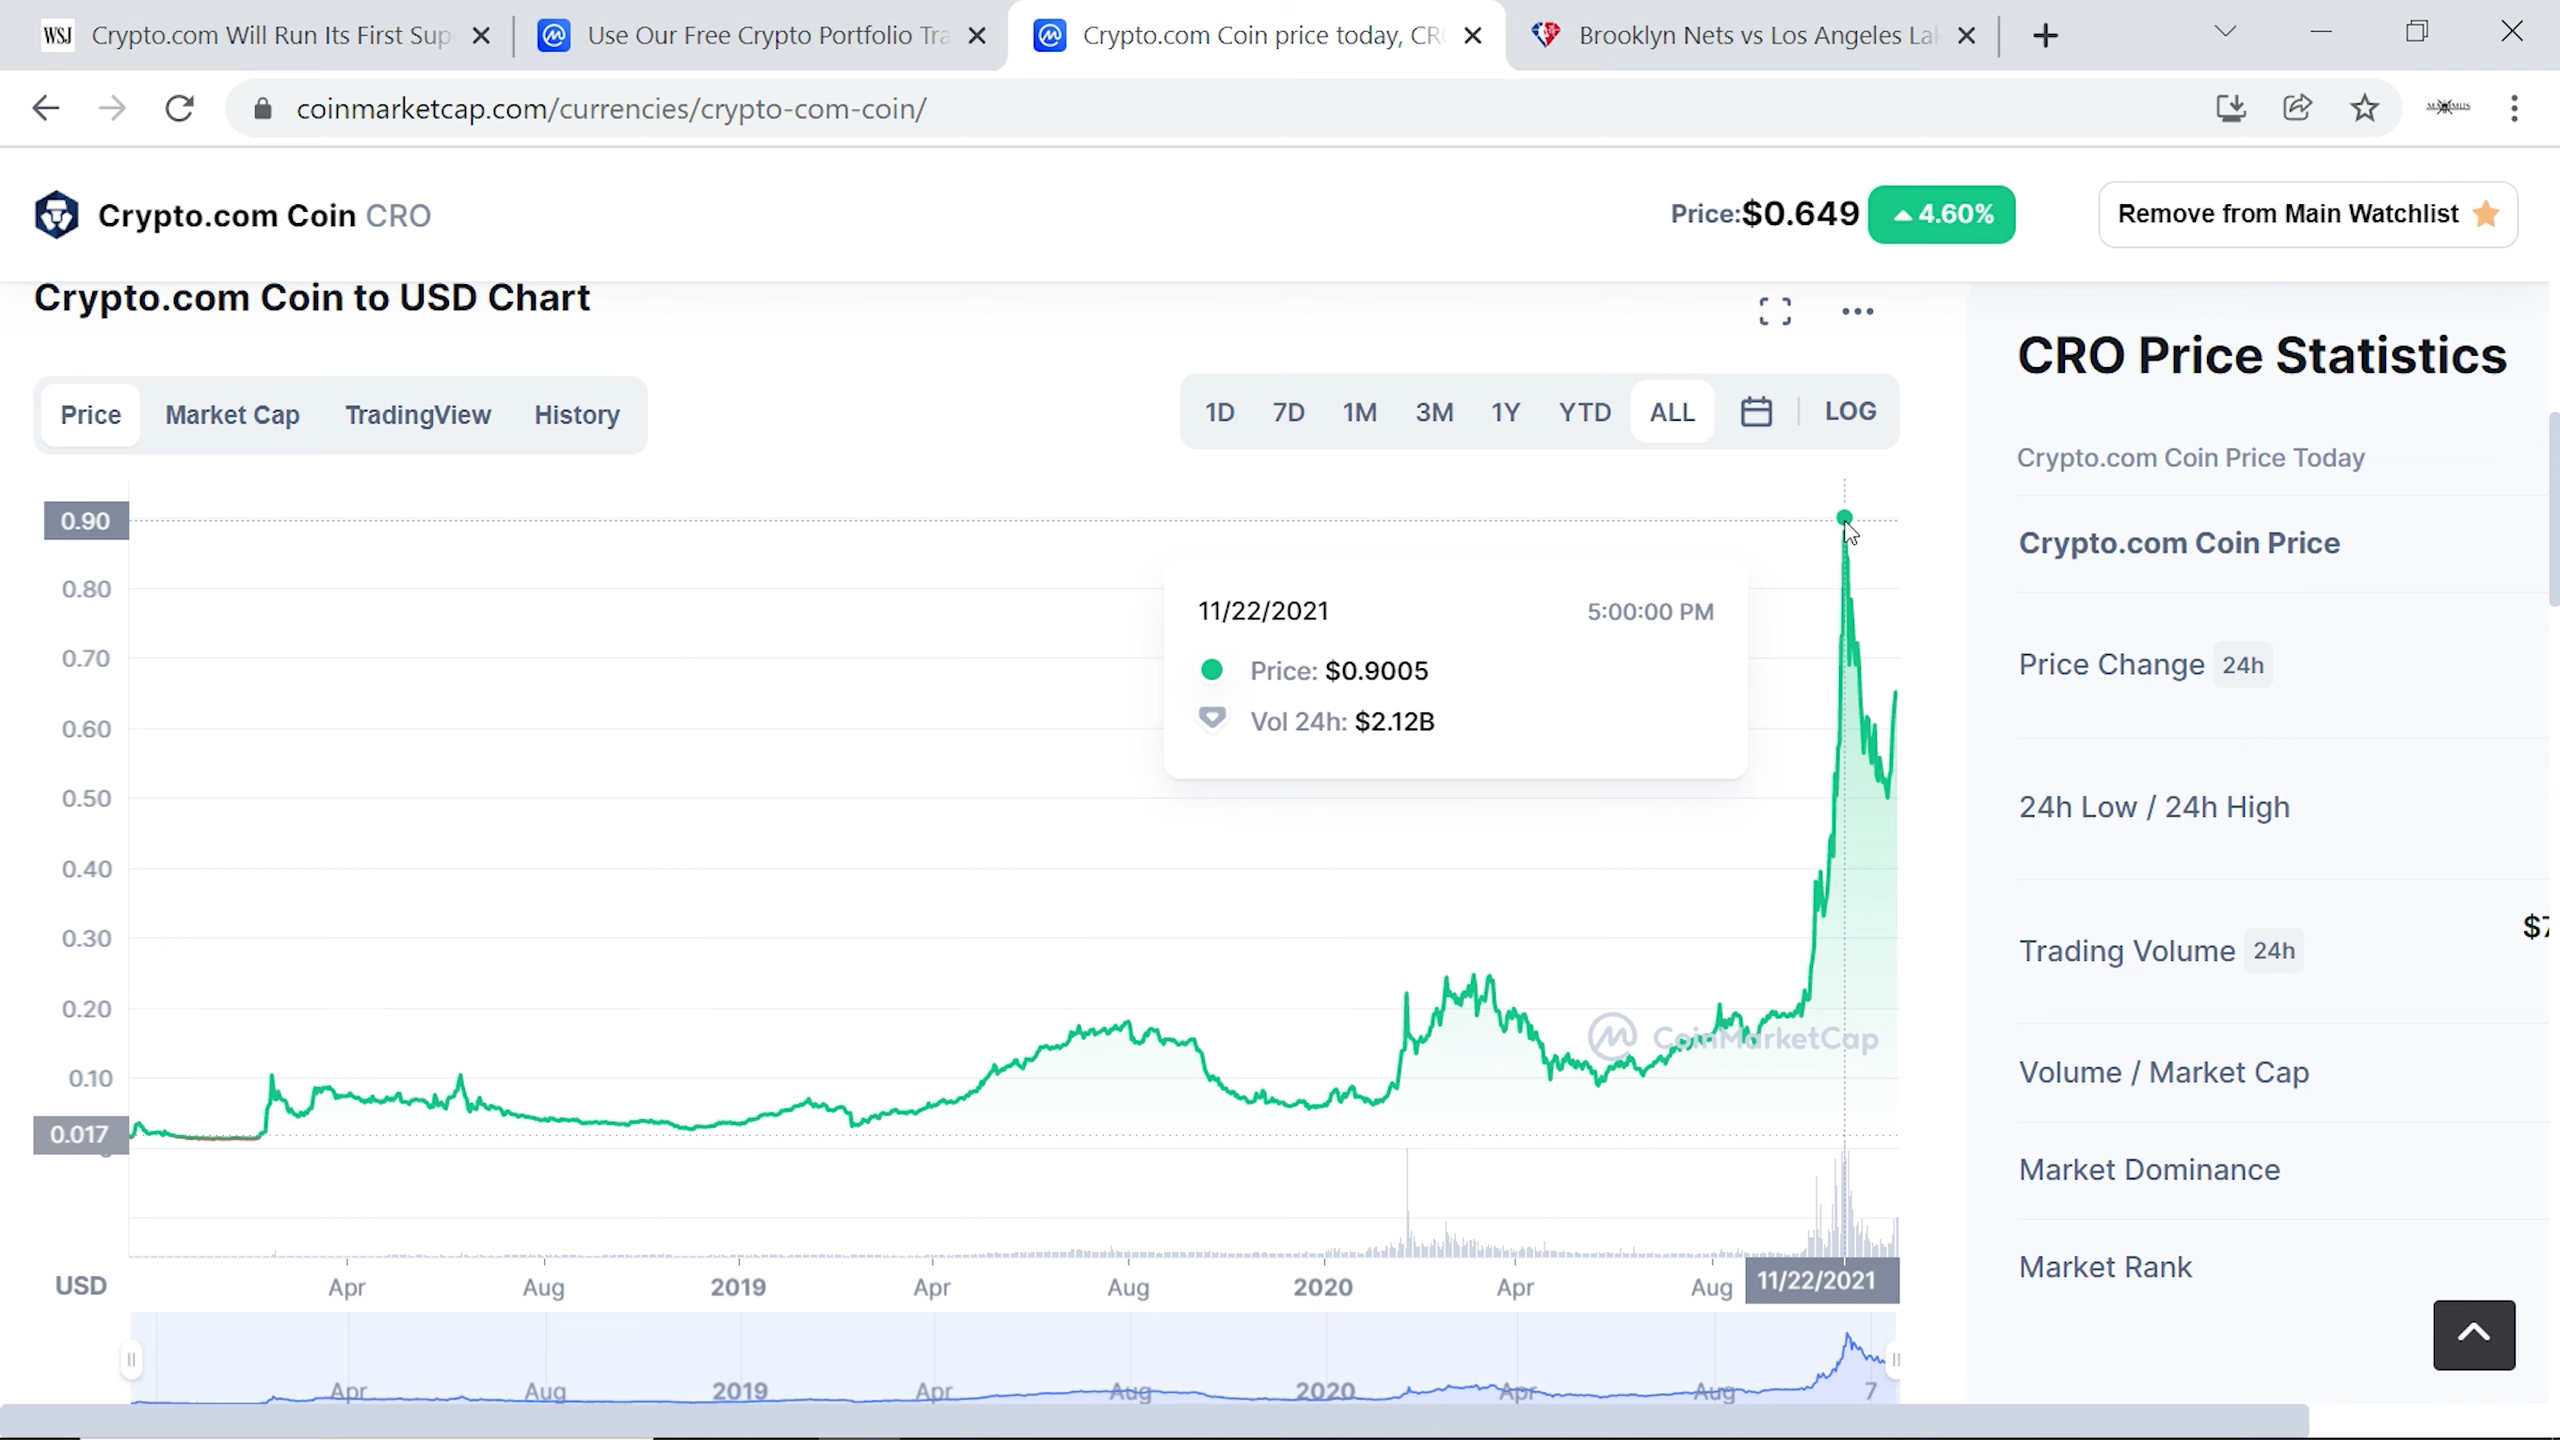 WSJ Crypto.com Will Run Its First Sup
Use Our Free Crypto Portfolio Tra
Crypto.com Coin price today, CR
Brooklyn Nets vs Los Angeles La
coinmarketcap.com/currencies/crypto-com-coin/
Crypto.com Coin CRO
Price:$0.649 4.60%
Remove from Main Watchlist
Crypto.com Coin to USD Chart
Price Market Cap TradingView History
1D 7D 1M 3M 1Y YTD ALL LOG
0.90
0.80
0.70
0.60
0.50
0.40
0.30
0.20
0.10
0.017
11/22/2021 5:00:00 PM
Price: $0.9005
Vol 24h: $2.12B
CoinMarketCap
USD Apr Aug 2019 Apr Aug 2020 Apr Aug 11/22/2021
Apr Aug 2019 Apr Aug 2020 Apr Aug 7
CRO Price Statistics
Crypto.com Coin Price Today
Crypto.com Coin Price
Price Change 24h
24h Low / 24h High
$7
Trading Volume 24h
Volume / Market Cap
Market Dominance
Market Rank